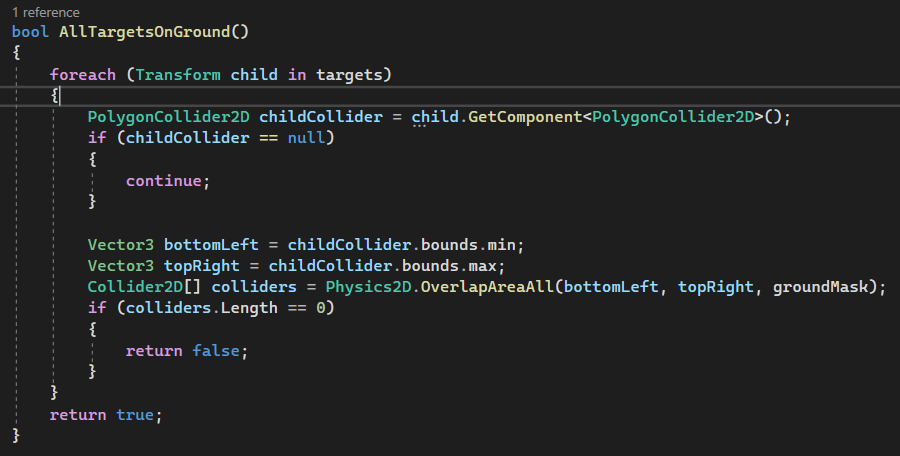 1 reference
bool AllTargetsOnGround()
{
    foreach (Transform child in targets)
    {
        PolygonCollider2D childCollider = child.GetComponent<PolygonCollider2D>();
        if (childCollider == null)
        {
            continue;
        }

        Vector3 bottomLeft = childCollider.bounds.min;
        Vector3 topRight = childCollider.bounds.max;
        Collider2D[] colliders = Physics2D.OverlapAreaAll(bottomLeft, topRight, groundMask);
        if (colliders.Length == 0)
        {
            return false;
        }
    }
    return true;
}